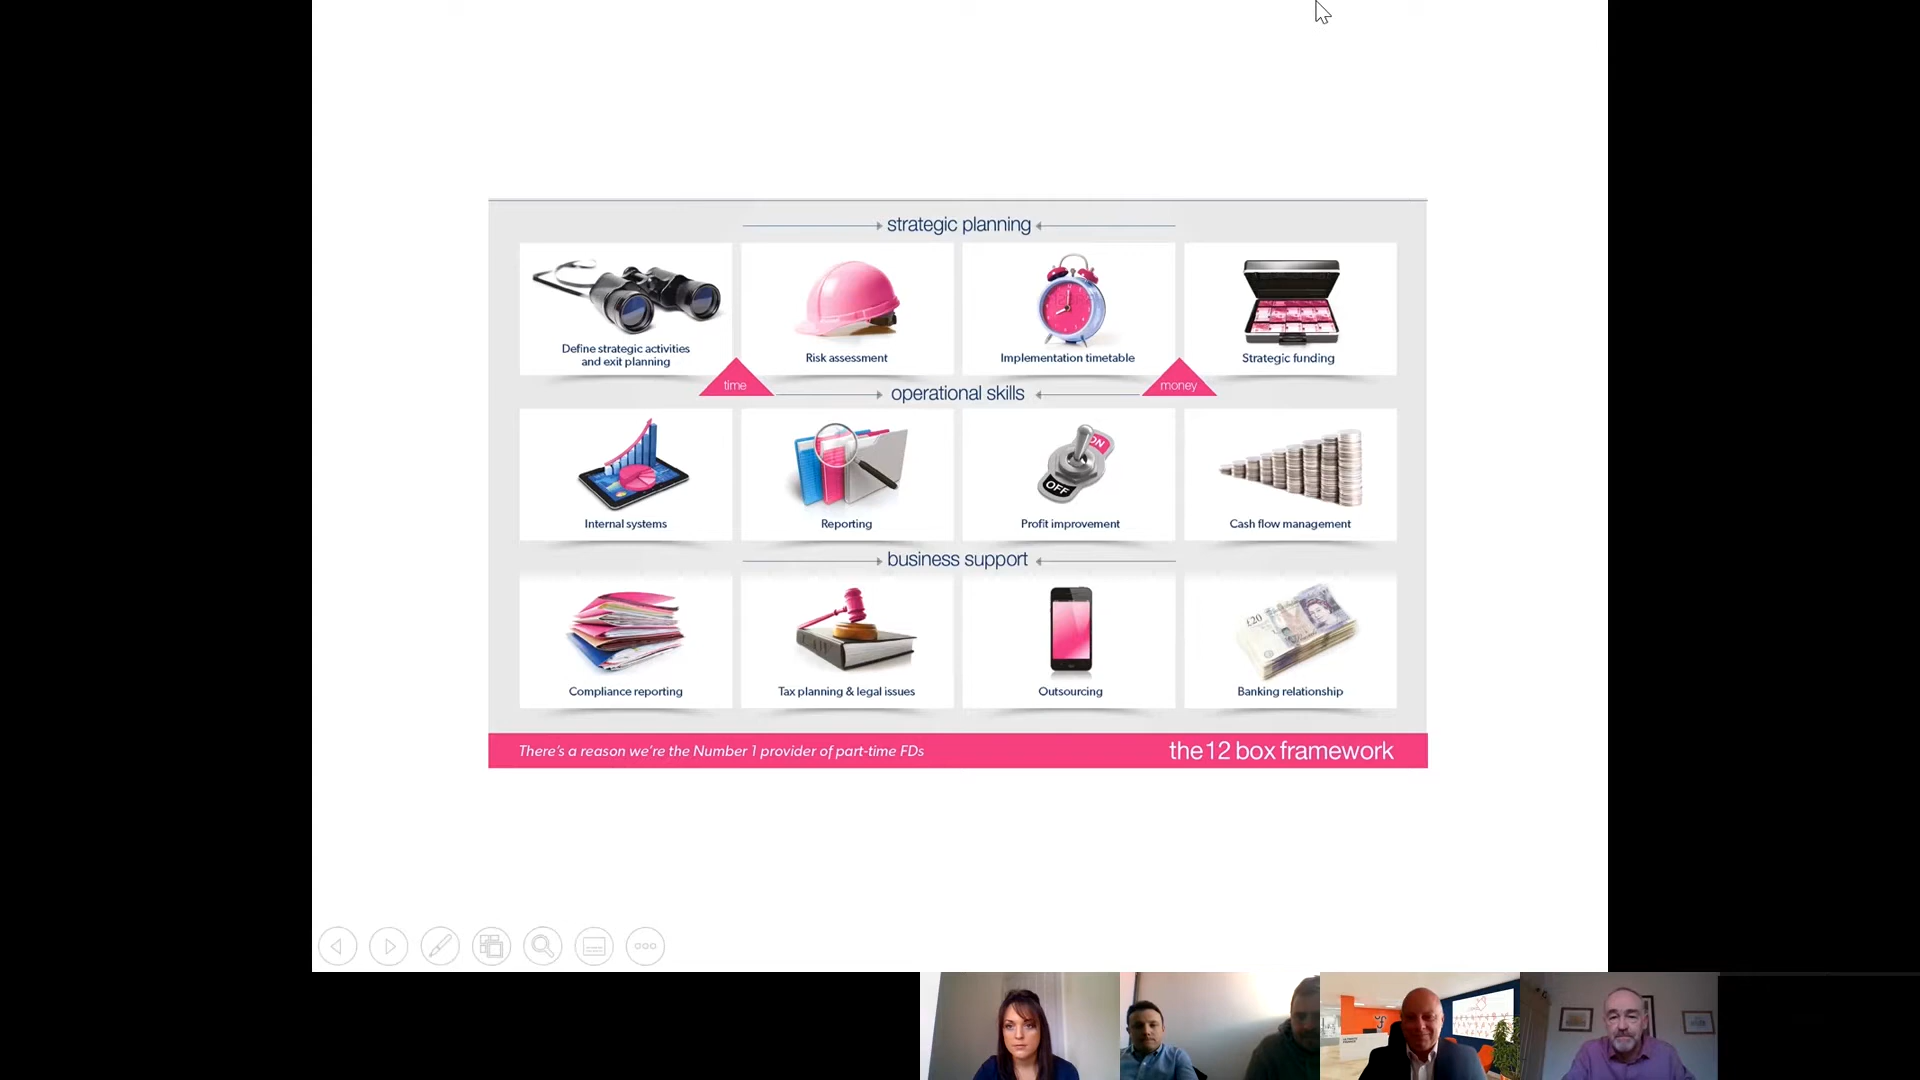 strategic planning
Define strategic activities
and exit planning
Risk assessment
Implementation timetable
Strategic funding
time
operational skills
money
ON
OFF
Internal systems
Reporting
Profit improvement
Cash flow management
business support
£20
Compliance reporting
Tax planning & legal issues
Outsourcing
Banking relationship
There's a reason we're the Number 1 provider of part-time FDs
the 12 box framework